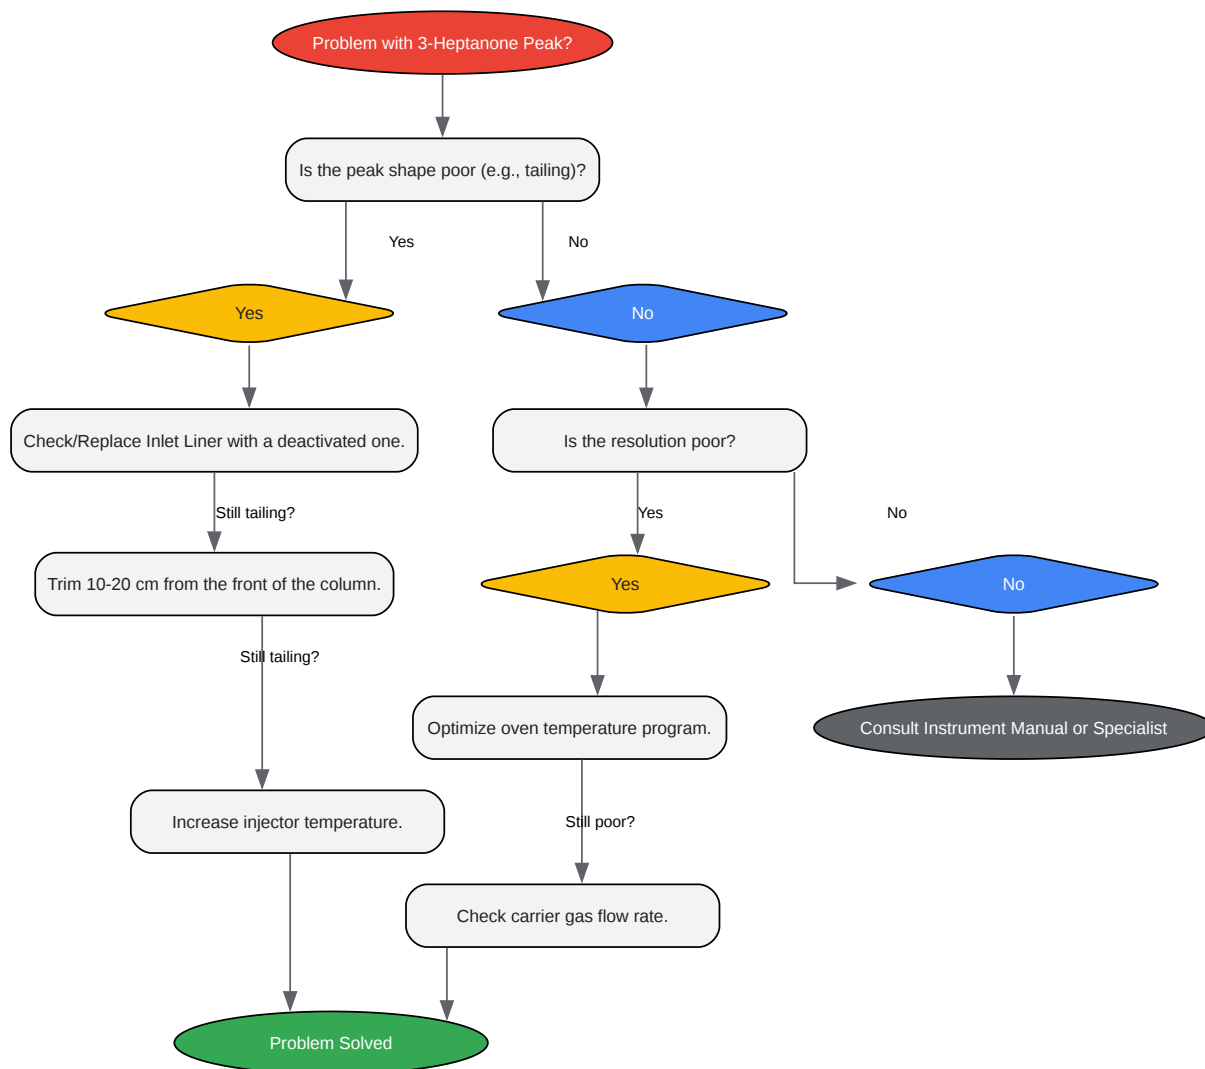 Problem with 3-Heptanone Peak?
Is the peak shape poor (e.g., tailing)?
Yes
No
Yes
No
Check/Replace Inlet Liner with a deactivated one.
Is the resolution poor?
Still tailing?
Yes
No
Trim 10-20 cm from the front of the column.
Yes
No
Still tailing?
Optimize oven temperature program.
Consult Instrument Manual or Specialist
Increase injector temperature.
Still poor?
Check carrier gas flow rate.
Problem Solved